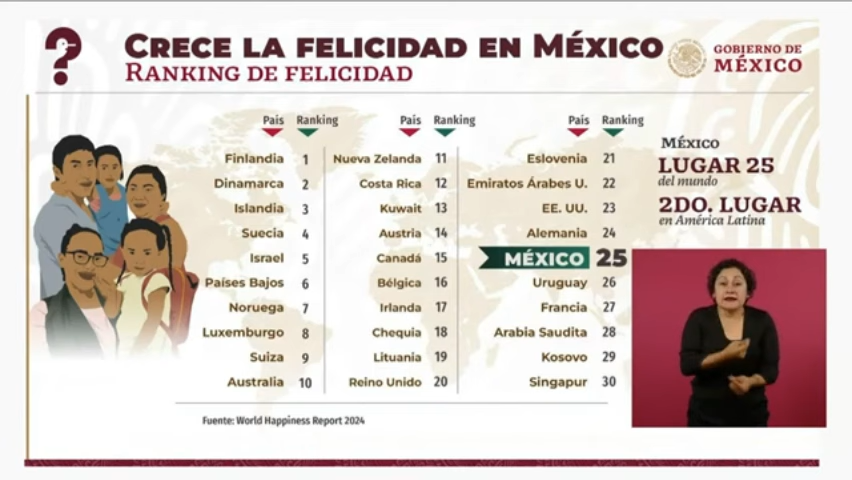 ?
CRECE LA FELICIDAD EN MÉXICO
RANKING DE FELICIDAD
GOBIERNO DE
MÉXICO
País Ranking
Finlandia 1
Dinamarca 2
Islandia 3
Suecia 4
Israel 5
Países Bajos 6
Noruega 7
Luxemburgo 8
Suiza 9
Australia 10
País Ranking
Nueva Zelanda 11
Costa Rica 12
Kuwait 13
Austria 14
Canadá 15
Bélgica 16
Irlanda 17
Chequia 18
Lituania 19
Reino Unido 20
País Ranking
Eslovenia 21
Emiratos Árabes U. 22
EE. UU. 23
Alemania 24
MÉXICO 25
Uruguay 26
Francia 27
Arabia Saudita 28
Kosovo 29
Singapur 30
MÉXICO
LUGAR 25
del mundo
2DO. LUGAR
en América Latina
Fuente: World Happiness Report 2024